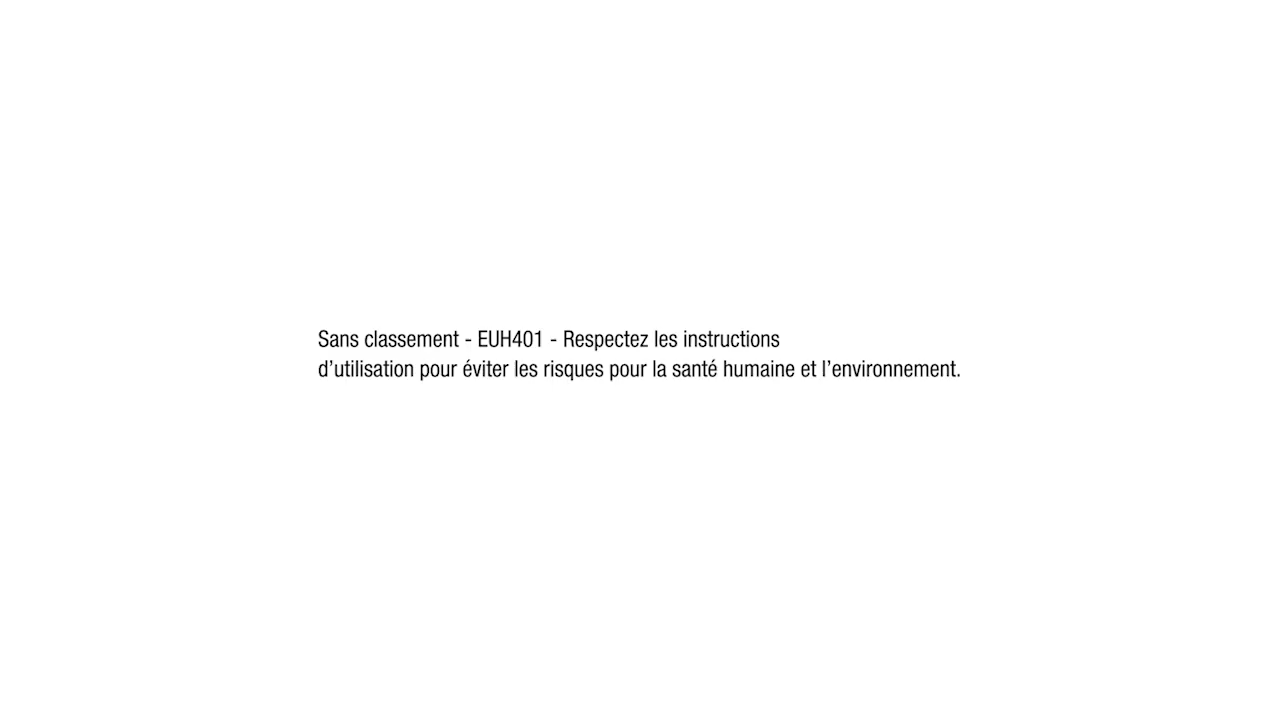 Sans classement - EUH401 - Respectez les instructions
d’utilisation pour éviter les risques pour la santé humaine et l’environnement.